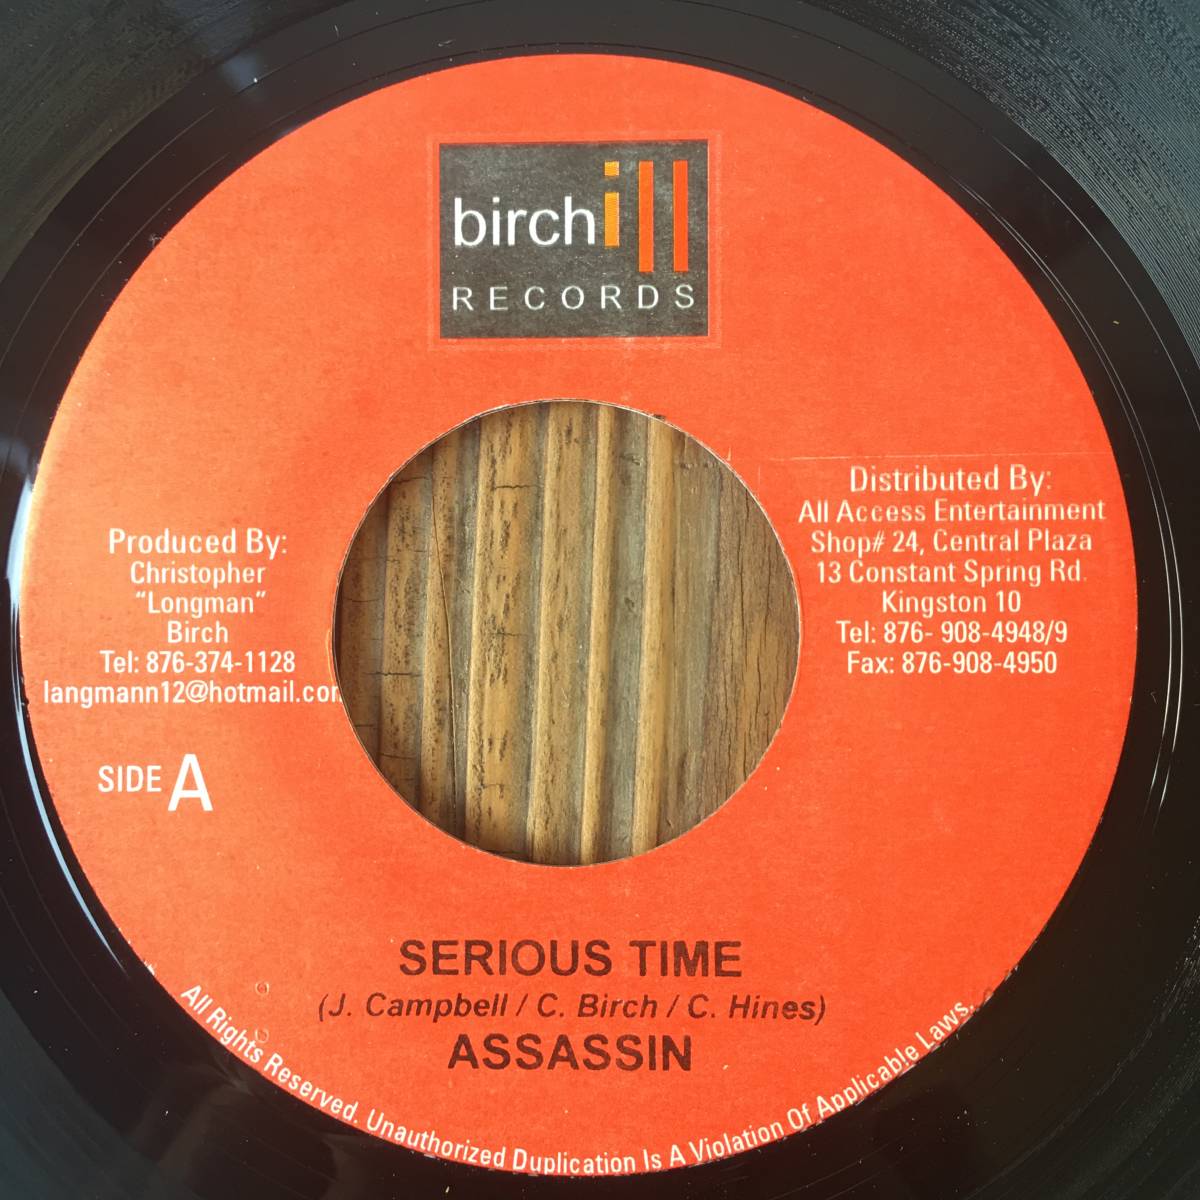 birchill
RECORDS
Produced By:
Christopher
"Longman"
Birch
Tel: 876-374-1128
langmann12@hotmail.com
SIDE A
Distributed By:
All Access Entertainment
Shop# 24, Central Plaza
13 Constant Spring Rd.
Kingston 10
Tel: 876- 908-4948/9
Fax: 876-908-4950
SERIOUS TIME
(J. Campbell / C. Birch / C. Hines)
ASSASSIN
All Rights Reserved. Unauthorized Duplication Is A Violation Of Applicable Laws.